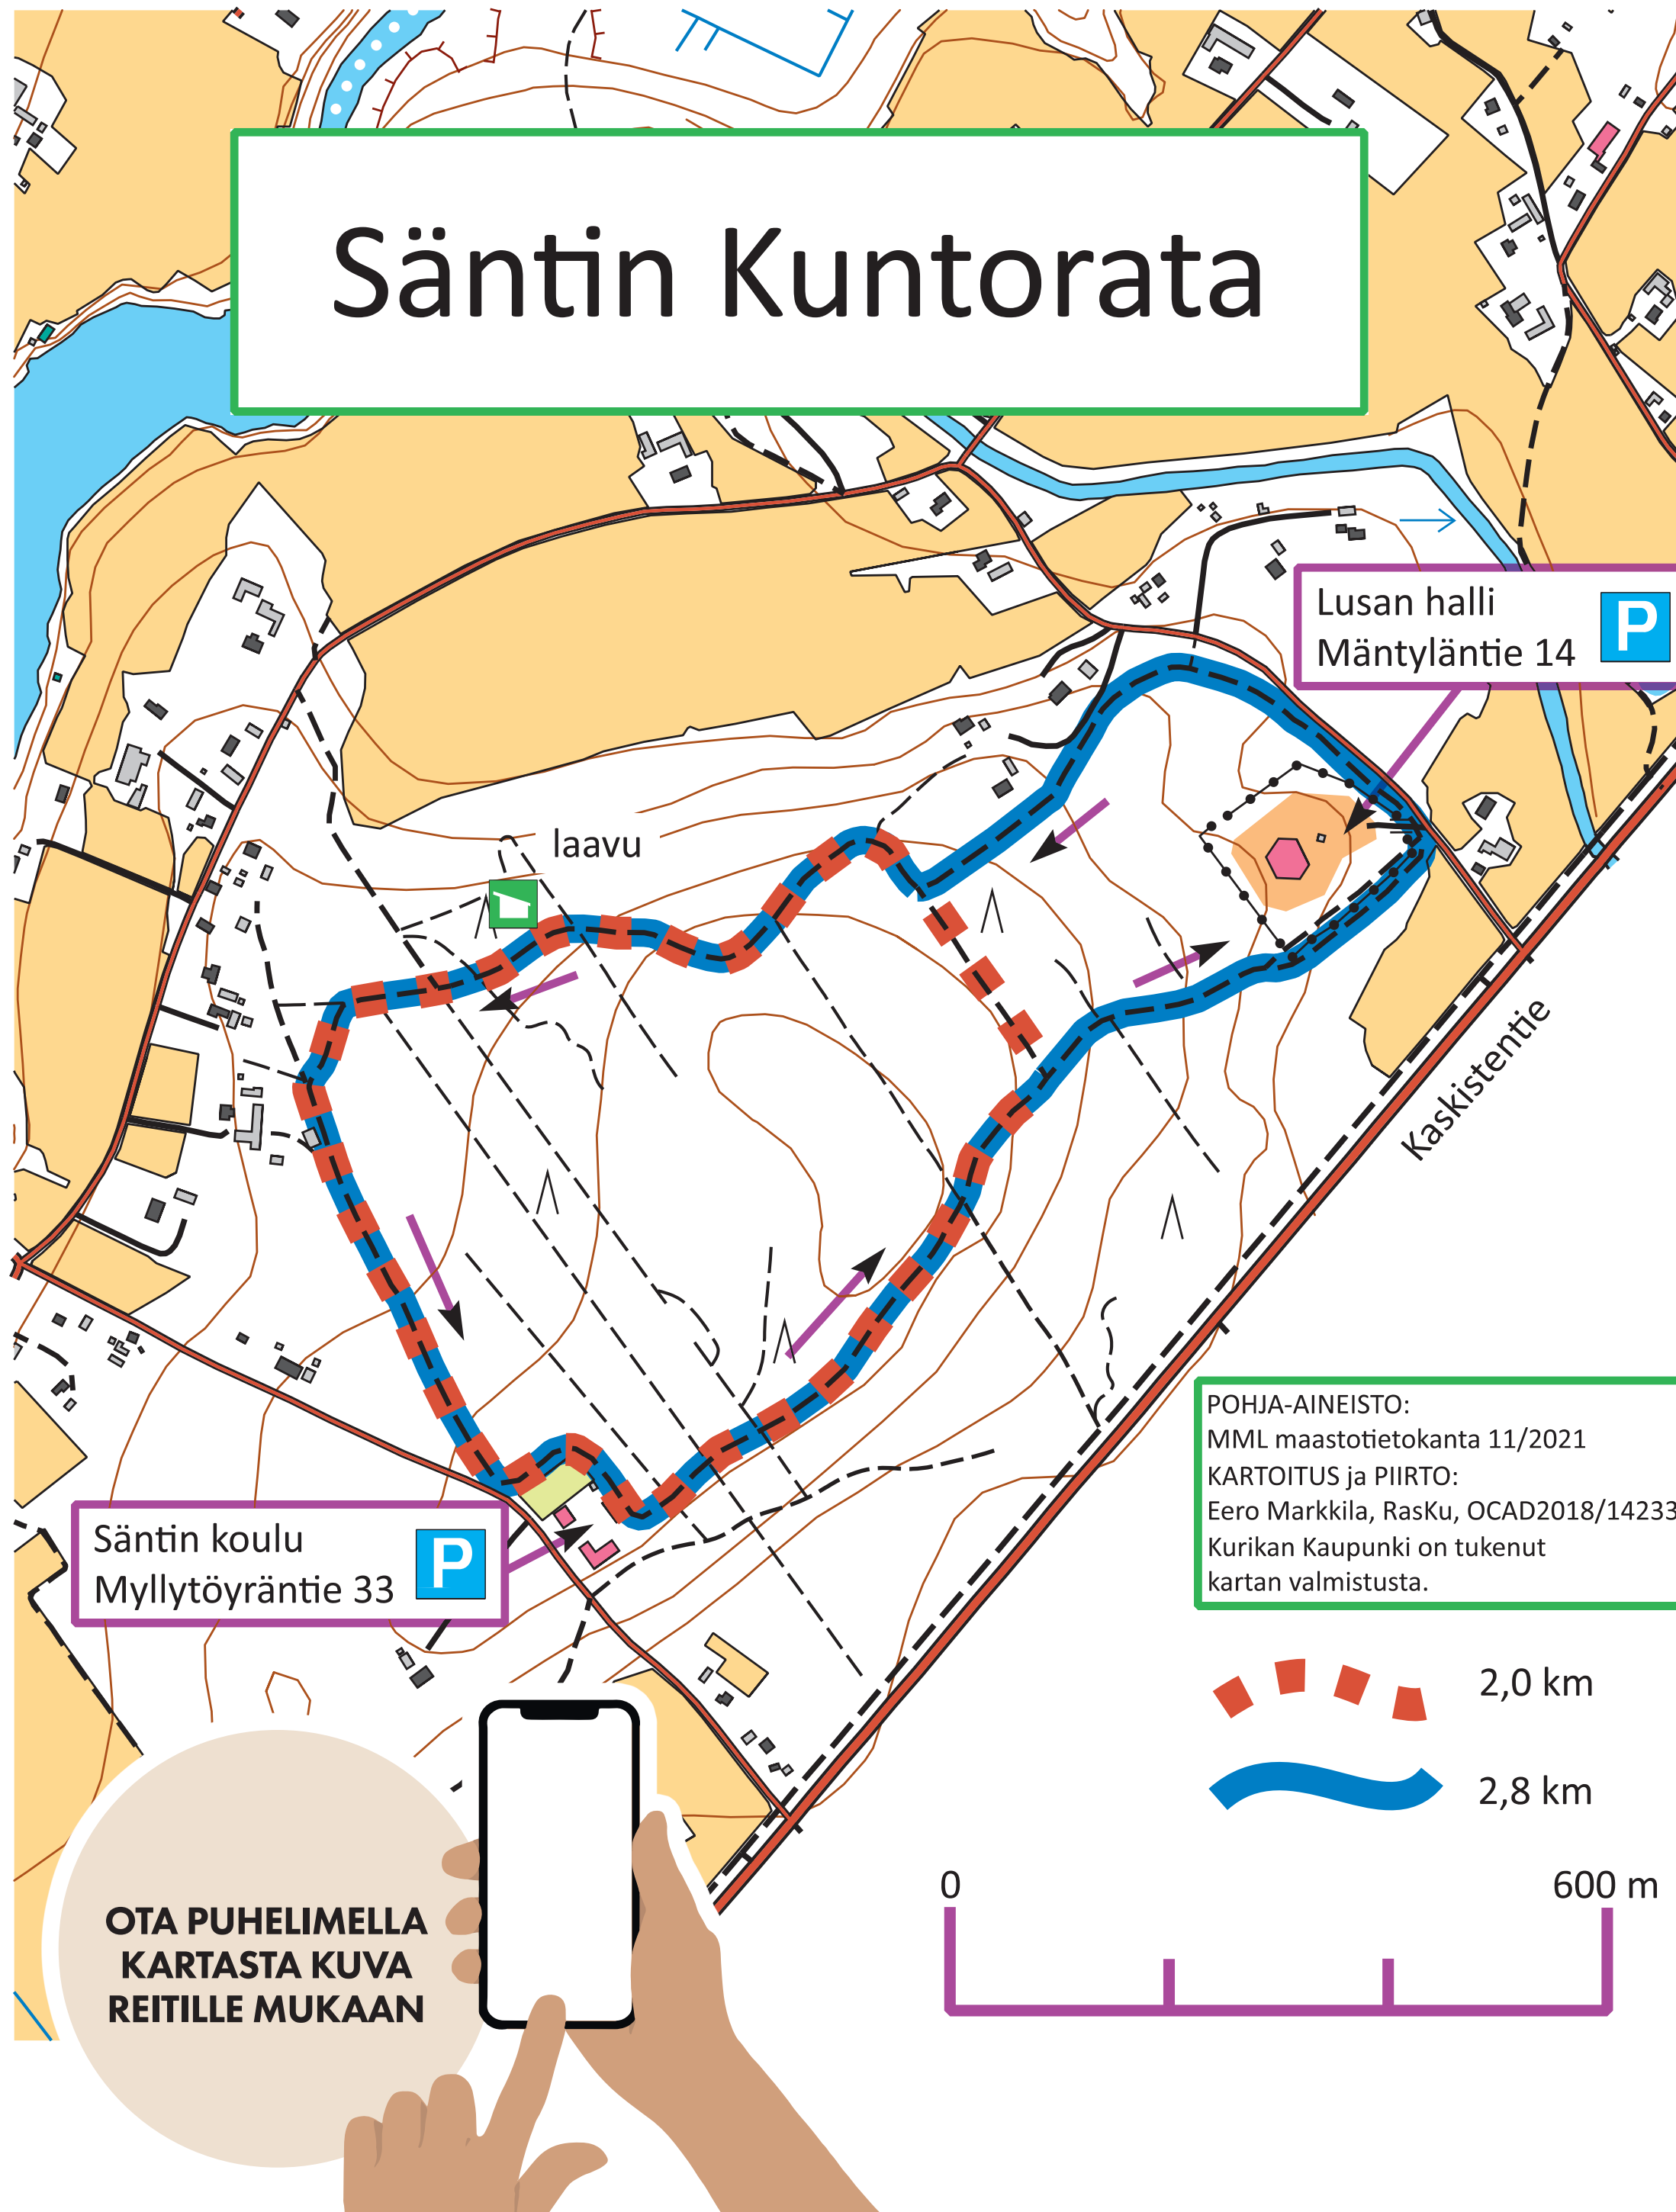 Säntin Kuntorata
Lusan halli
Mäntyläntie 14
P
laavu
Kaskistentie
POHJA-AINEISTO:
MML maastotietokanta 11/2021
KARTOITUS ja PIIRTO:
Eero Markkila, RasKu, OCAD2018/14233
Kurikan Kaupunki on tukenut
kartan valmistusta.
Säntin koulu
Myllytöyräntie 33
P
2,0 km
2,8 km
0
600 m
OTA PUHELIMELLA
KARTASTA KUVA
REITILLE MUKAAN